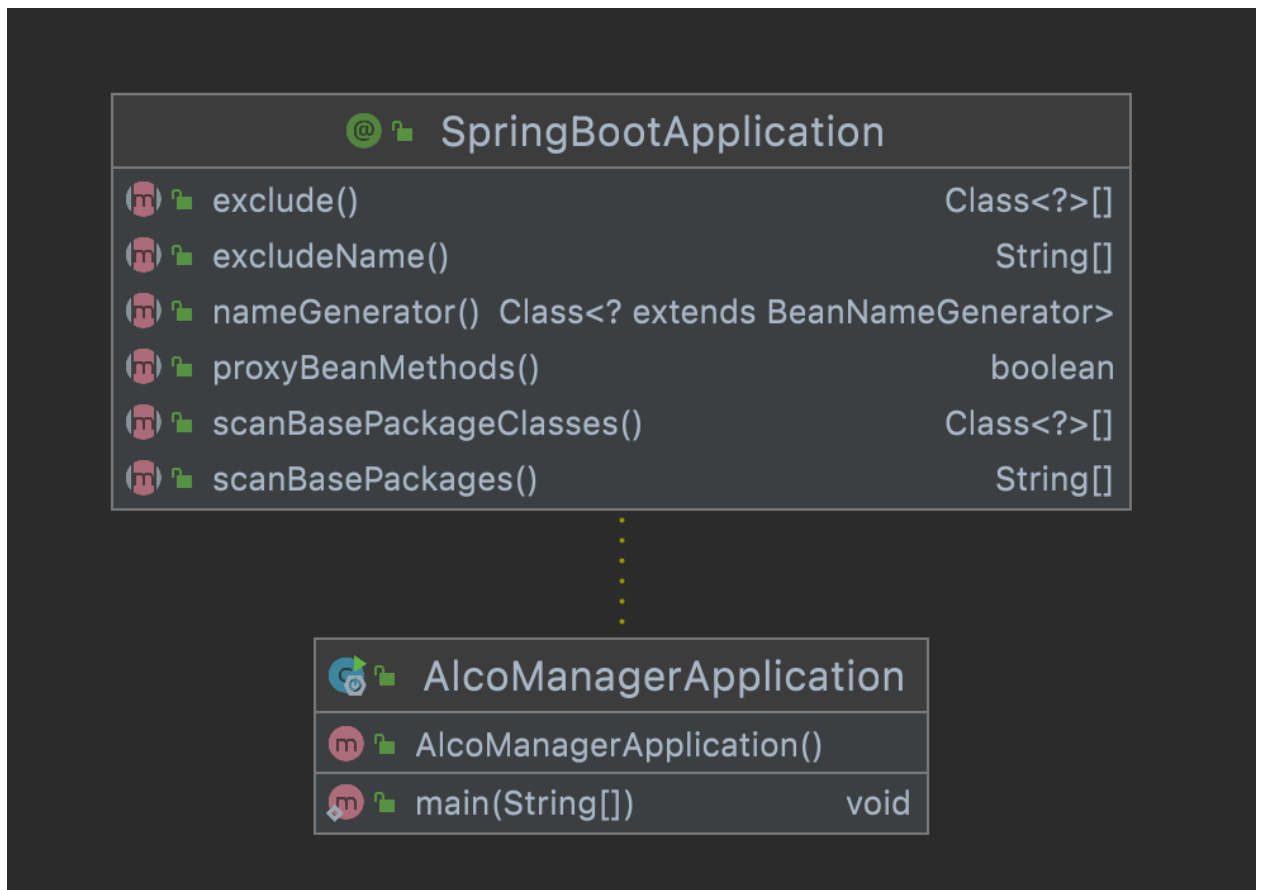 SpringBootApplication
exclude() Class<?>[]
excludeName() String[]
nameGenerator() Class<? extends BeanNameGenerator>
proxyBeanMethods() boolean
scanBasePackageClasses() Class<?>[]
scanBasePackages() String[]
AlcoManagerApplication
AlcoManagerApplication()
main(String[]) void